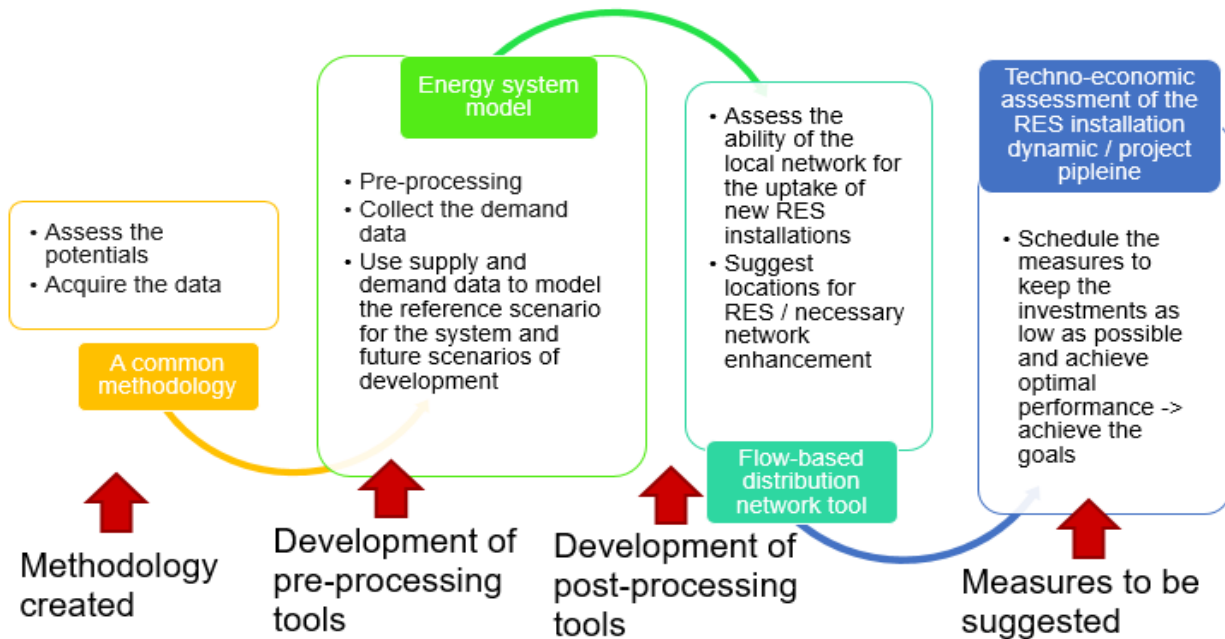 • Assess the
potentials
• Acquire the data
A common
methodology
Energy system
model
• Pre-processing
• Collect the demand
data
• Use supply and
demand data to model
the reference scenario
for the system and
future scenarios of
development
• Assess the
ability of the
local network for
the uptake of
new RES
installations
• Suggest
locations for
RES / necessary
network
enhancement
Flow-based
distribution
network tool
Techno-economic
assessment of the
RES installation
dynamic / project
pipleine
• Schedule the
measures to
keep the
investments as
low as possible
and achieve
optimal
performance ->
achieve the
goals
Methodology
created
Development of
pre-processing
tools
Development of
post-processing
tools
Measures to be
suggested